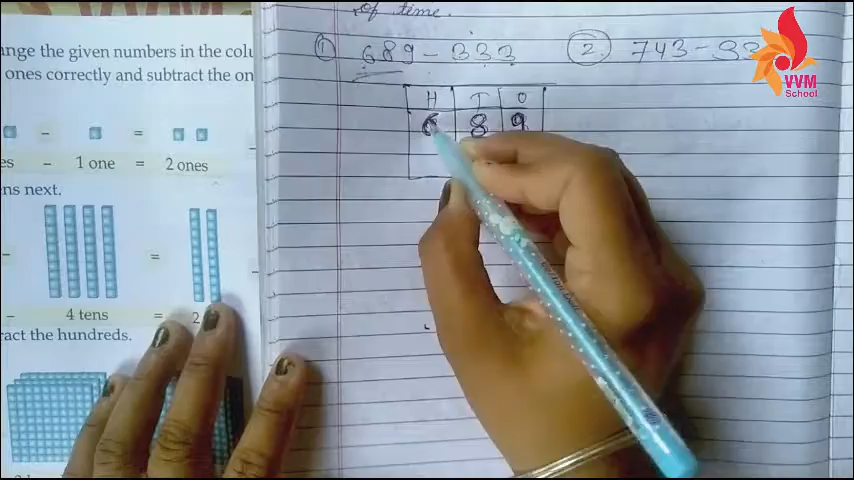 Of time.
ange the given numbers in the colu
ones correctly and subtract the on
① 689 - 333 ② 743 -
VVM
School
H T O
6 8 9
- =
es - 1 one = 2 ones
ns next.
- =
- 4 tens = 2
ract the hundreds.